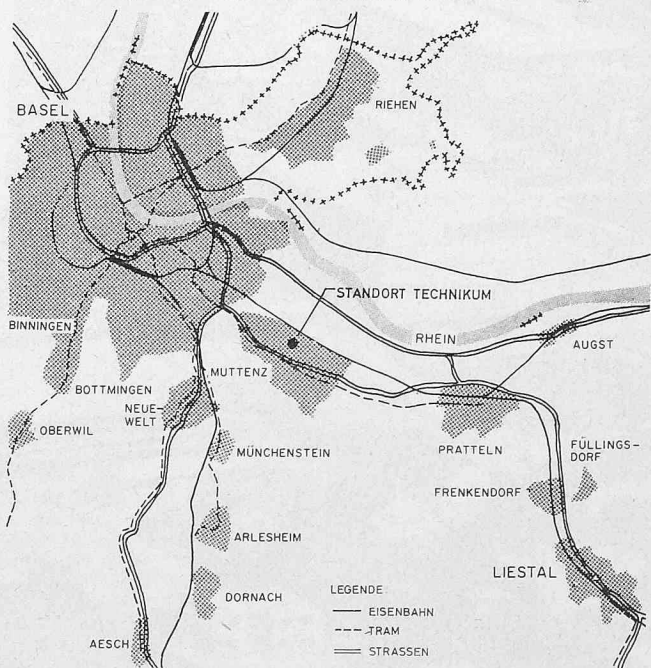 BASEL
RIEHEN
STANDORT TECHNIKUM
BINNINGEN
RHEIN
AUGST
MUTTENZ
BOTTMINGEN
NEUE-
WELT
OBERWIL
MÜNCHENSTEIN
PRATTELN
FÜLLINGS-
DORF
FRENKENDORF
ARLESHEIM
LIESTAL
DORNACH
AESCH
LEGENDE
EISENBAHN
TRAM
STRASSEN